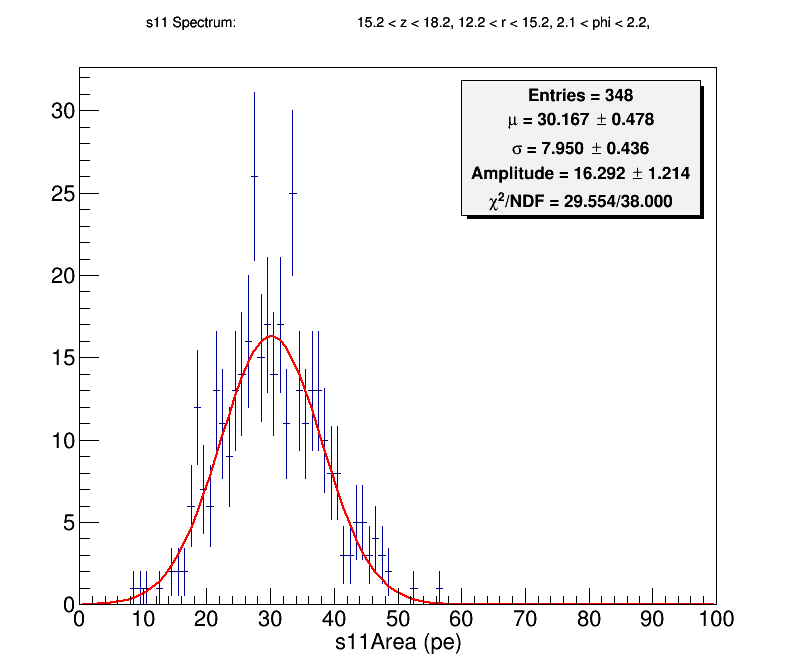 s11 Spectrum: 15.2 < z < 18.2, 12.2 < r < 15.2, 2.1 < phi < 2.2,
Entries = 348
μ = 30.167 ± 0.478
σ = 7.950 ± 0.436
Amplitude = 16.292 ± 1.214
χ²/NDF = 29.554/38.000
30
25
20
15
10
5
0
0 10 20 30 40 50 60 70 80 90 100
s11Area (pe)